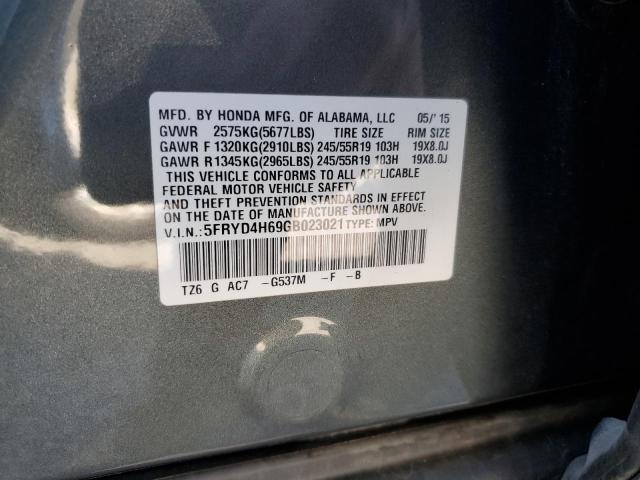 MFD. BY HONDA MFG. OF ALABAMA, LLC 05/'15
GVWR 2575KG(5677LBS) TIRE SIZE RIM SIZE
GAWR F 1320KG(2910LBS) 245/55R19 103H 19X8.0J
GAWR R 1345KG(2965LBS) 245/55R19 103H 19X8.0J
THIS VEHICLE CONFORMS TO ALL APPLICABLE
FEDERAL MOTOR VEHICLE SAFETY
AND THEFT PREVENTION STANDARDS IN EFFECT
ON THE DATE OF MANUFACTURE SHOWN ABOVE.
V.I.N.: 5FRYD4H69GB023021 TYPE: MPV
TZ6 G AC7 -G537M -F -B